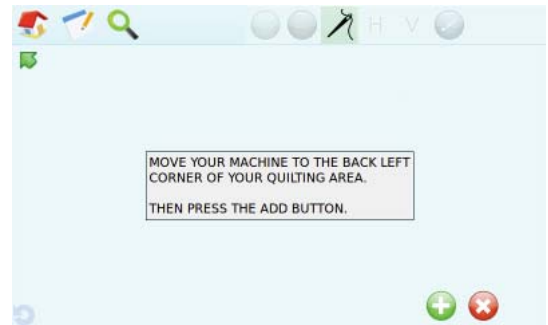 H V
MOVE YOUR MACHINE TO THE BACK LEFT
CORNER OF YOUR QUILTING AREA.
THEN PRESS THE ADD BUTTON.